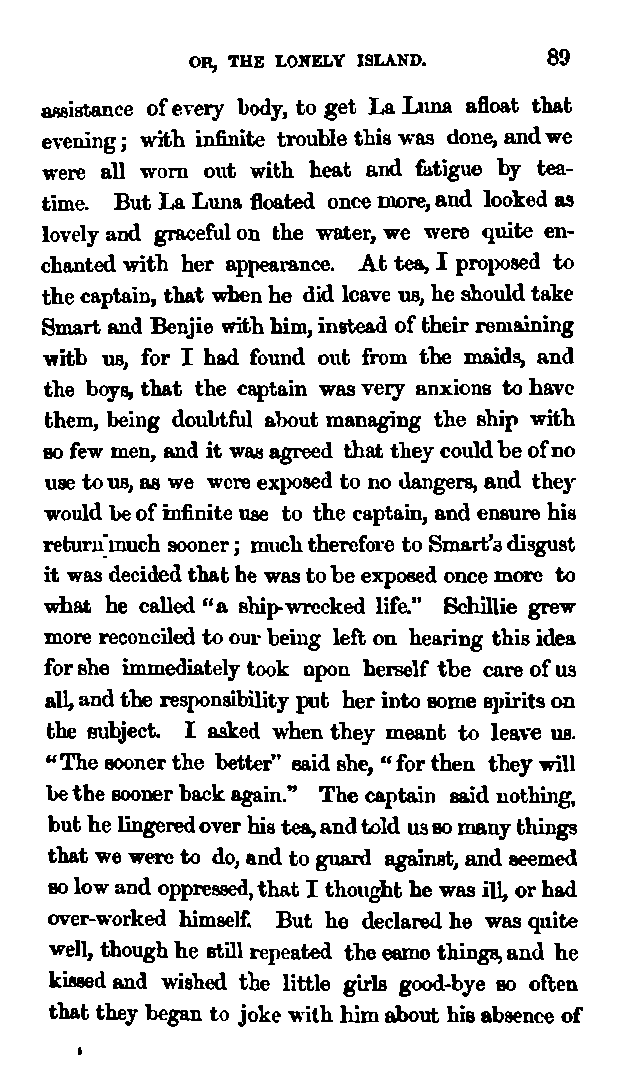 OR, THE LONELY ISLAND. 89
assistance of every body, to get La Luna afloat that
evening; with infinite trouble this was done, and we
were all worn out with heat and fatigue by tea-
time. But La Luna floated once more, and looked as
lovely and graceful on the water, we were quite en-
chanted with her appearance. At tea, I proposed to
the captain, that when he did leave us, he should take
Smart and Benjie with him, instead of their remaining
with us, for I had found out from the maids, and
the boys, that the captain was very anxions to have
them, being doubtful about managing the ship with
so few men, and it was agreed that they could be of no
use to us, as we were exposed to no dangers, and they
would be of infinite use to the captain, and ensure his
return much sooner; much therefore to Smart's disgust
it was decided that he was to be exposed once more to
what he called "a ship-wrecked life." Schillie grew
more reconciled to our being left on hearing this idea
for she immediately took upon herself the care of us
all, and the responsibility put her into some spirits on
the subject. I asked when they meant to leave us.
"The sooner the better" said she, "for then they will
be the sooner back again." The captain said nothing,
but he lingered over his tea, and told us so many things
that we were to do, and to guard against, and seemed
so low and oppressed, that I thought he was ill, or had
over-worked himself. But he declared he was quite
well, though he still repeated the same things, and he
kissed and wished the little girls good-bye so often
that they began to joke with him about his absence of